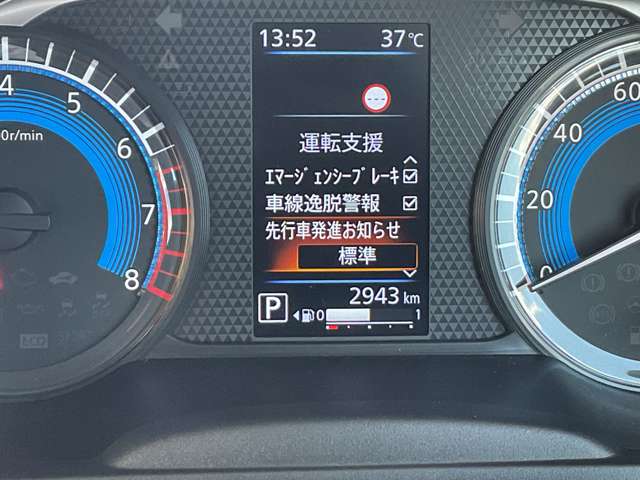 13:52 37℃
運転支援
ｴﾏｰｼﾞｪﾝｼｰﾌﾞﾚｰｷ
車線逸脱警報
先行車発進お知らせ
標準
P 2943 km
0 1
4
5
6
7
8
0r/min
60
40
20
0